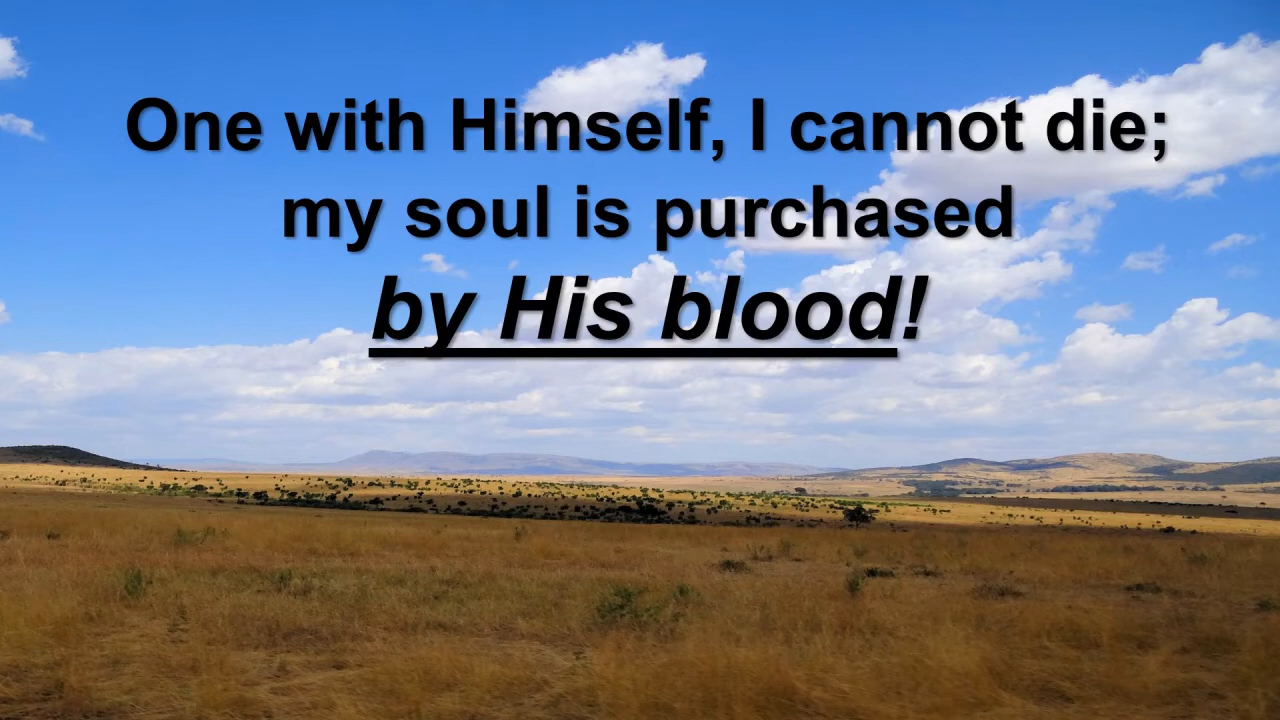 One with Himself, I cannot die;
my soul is purchased
by His blood!